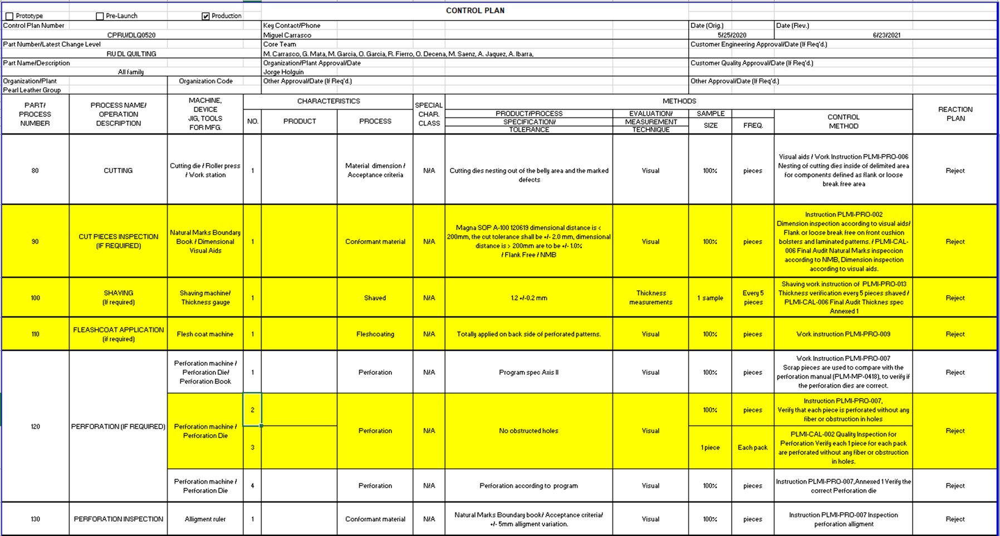 CONTROL PLAN
Prototype
Pre-Launch
Production
Control Plan Number
Key Contact/Phone
Date (Orig.)
Date (Rev.)
CPRU/DLQ0520
Miguel Carrasco
5/25/2020
6/23/2021
Part Number/Latest Change Level
Core Team
Customer Engineering Approval/Date (If Req'd.)
RU DL QUILTING
M. Carrasco, G. Mata, M. Garcia, O. Garcia, R. Fierro, O. Decena, M. Saenz, A. Jaquez, A. Ibarra,
Part Name/Description
Organization/Plant Approval/Date
Customer Quality Approval/Date (If Req'd.)
All family
Jorge Holguin
Organization/Plant
Organization Code
Other Approval/Date (If Req'd.)
Other Approval/Date (If Req'd.)
Pearl Leather Group
PART/
PROCESS
NUMBER
PROCESS NAME/
OPERATION
DESCRIPTION
MACHINE,
DEVICE
JIG, TOOLS
FOR MFG.
CHARACTERISTICS
NO.
PRODUCT
PROCESS
SPECIAL
CHAR.
CLASS
METHODS
PRODUCT/PROCESS
SPECIFICATION/
TOLERANCE
EVALUATION/
MEASUREMENT
TECHNIQUE
SAMPLE
SIZE
FREQ.
CONTROL
METHOD
REACTION
PLAN
80
CUTTING
Cutting die / Roller press
/ Work station
1
Material dimension /
Acceptance criteria
N/A
Cutting dies nesting out of the belly area and the marked
defects
Visual
100%
pieces
Visual aids / Work Instruction PLMI-PRO-006
Nesting of cutting dies inside of delimited area
for components defined as flank or loose
break free area
Reject
90
CUT PIECES INSPECTION
(IF REQUIRED)
Natural Marks Boundary
Book / Dimensional
Visual Aids
1
Conformant material
N/A
Magna SOP A-100 120619 dimensional distance is <
200mm, the cut tolerance shall be +/- 2.0 mm, dimensional
distance is > 200mm are to be +/- 1.0%
/ Flank Free / NMB
Visual
100%
pieces
Instruction PLMI-PRO-002
Dimension inspection according to visual aids/
Flank or loose break free on front cushion
bolsters and laminated patterns. / PLMI-CAL-
006 Final Audit Natural Marks inspeccion
according to NMB, Dimension inspection
according to visual aids.
Reject
100
SHAVING
(If required)
Shaving machine/
Thickness gauge
1
Shaved
N/A
1.2 +/-0.2 mm
Thickness
measurements
1 sample
Every 5
pieces
Shaving work instruction of PLMI-PRO-013
Thickness verification every 5 pieces shaved /
PLMI-CAL-006 Final Audit Thicknes spec
Annexed 1
Reject
110
FLEASHCOAT APPLICATION
(if required)
Flesh coat machine
1
Fleshcoating
N/A
Totally applied on back side of perforated patterns.
Visual
100%
pieces
Work instruction PLMI-PRO-009
Reject
120
PERFORATION (IF REQUIRED)
Perforation machine /
Perforation Die/
Perforation Book
1
Perforation
N/A
Program spec Axis II
Visual
100%
pieces
Work Instruction PLMI-PRO-007
Scrap pieces are used to compare with the
perforation manual (PLM-MP-0418), to verify if
the perforation dies are correct.
Reject
Perforation machine /
Perforation Die
2
3
Perforation
N/A
No obstructed holes
Visual
100%
pieces
Instruction PLMI-PRO-007,
Verify that each piece is perforated without any
fiber or obstruction in holes
1 piece
Each pack
PLMI-CAL-002 Quality Inspection for
Perforation Verify each 1 piece for each pack
are perforated without any fiber or obstruction
in holes.
Reject
Perforation machine /
Perforation Die
4
Perforation
N/A
Perforation according to program
Visual
100%
pieces
Instruction PLMI-PRO-007,Annexed 1 Verify the
correct Perforation die
Reject
130
PERFORATION INSPECTION
Alligment ruler
1
Conformant material
N/A
Natural Marks Boundary book/ Acceptance criteria/
+/- 5mm alligment variation.
Visual
100%
pieces
Instruction PLMI-PRO-007 Inspection
perforation alligment
Reject